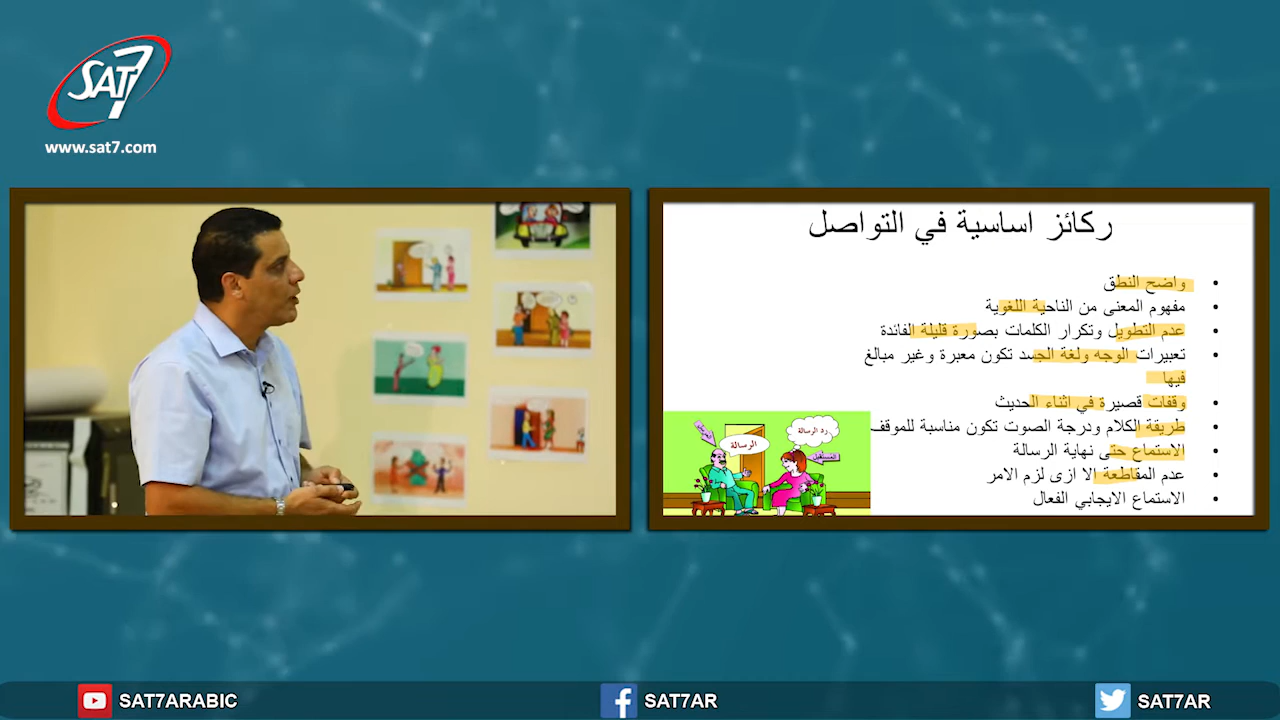 SAT7
www.sat7.com
ركائز اساسية في التواصل
• واضح النطق
• مفهوم المعنى من الناحية اللغوية
• عدم التطويل وتكرار الكلمات بصورة قليلة الفائدة
• تعبيرات الوجه ولغة الجسد تكون معبرة وغير مبالغ
فيها
• وقفات قصيرة في اثناء الحديث
• طريقة الكلام ودرجة الصوت تكون مناسبة للموقف
• الاستماع حتى نهاية الرسالة
• عدم المقاطعة الا ازى لزم الامر
• الاستماع الايجابي الفعال
رد الرسالة
الرسالة
SAT7ARABIC
SAT7AR
SAT7AR